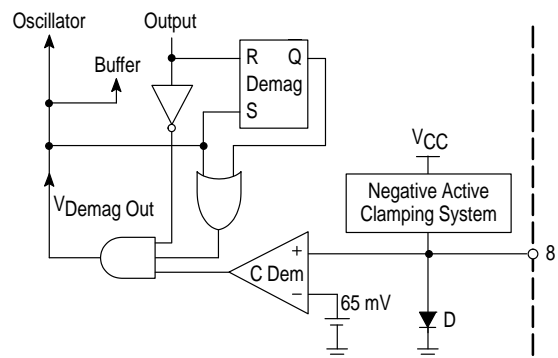 Oscillator
Output
Buffer
R
Q̅
Demag
S
VCC
Negative Active
Clamping System
VDemag Out
C Dem
+
−
65 mV
D
8